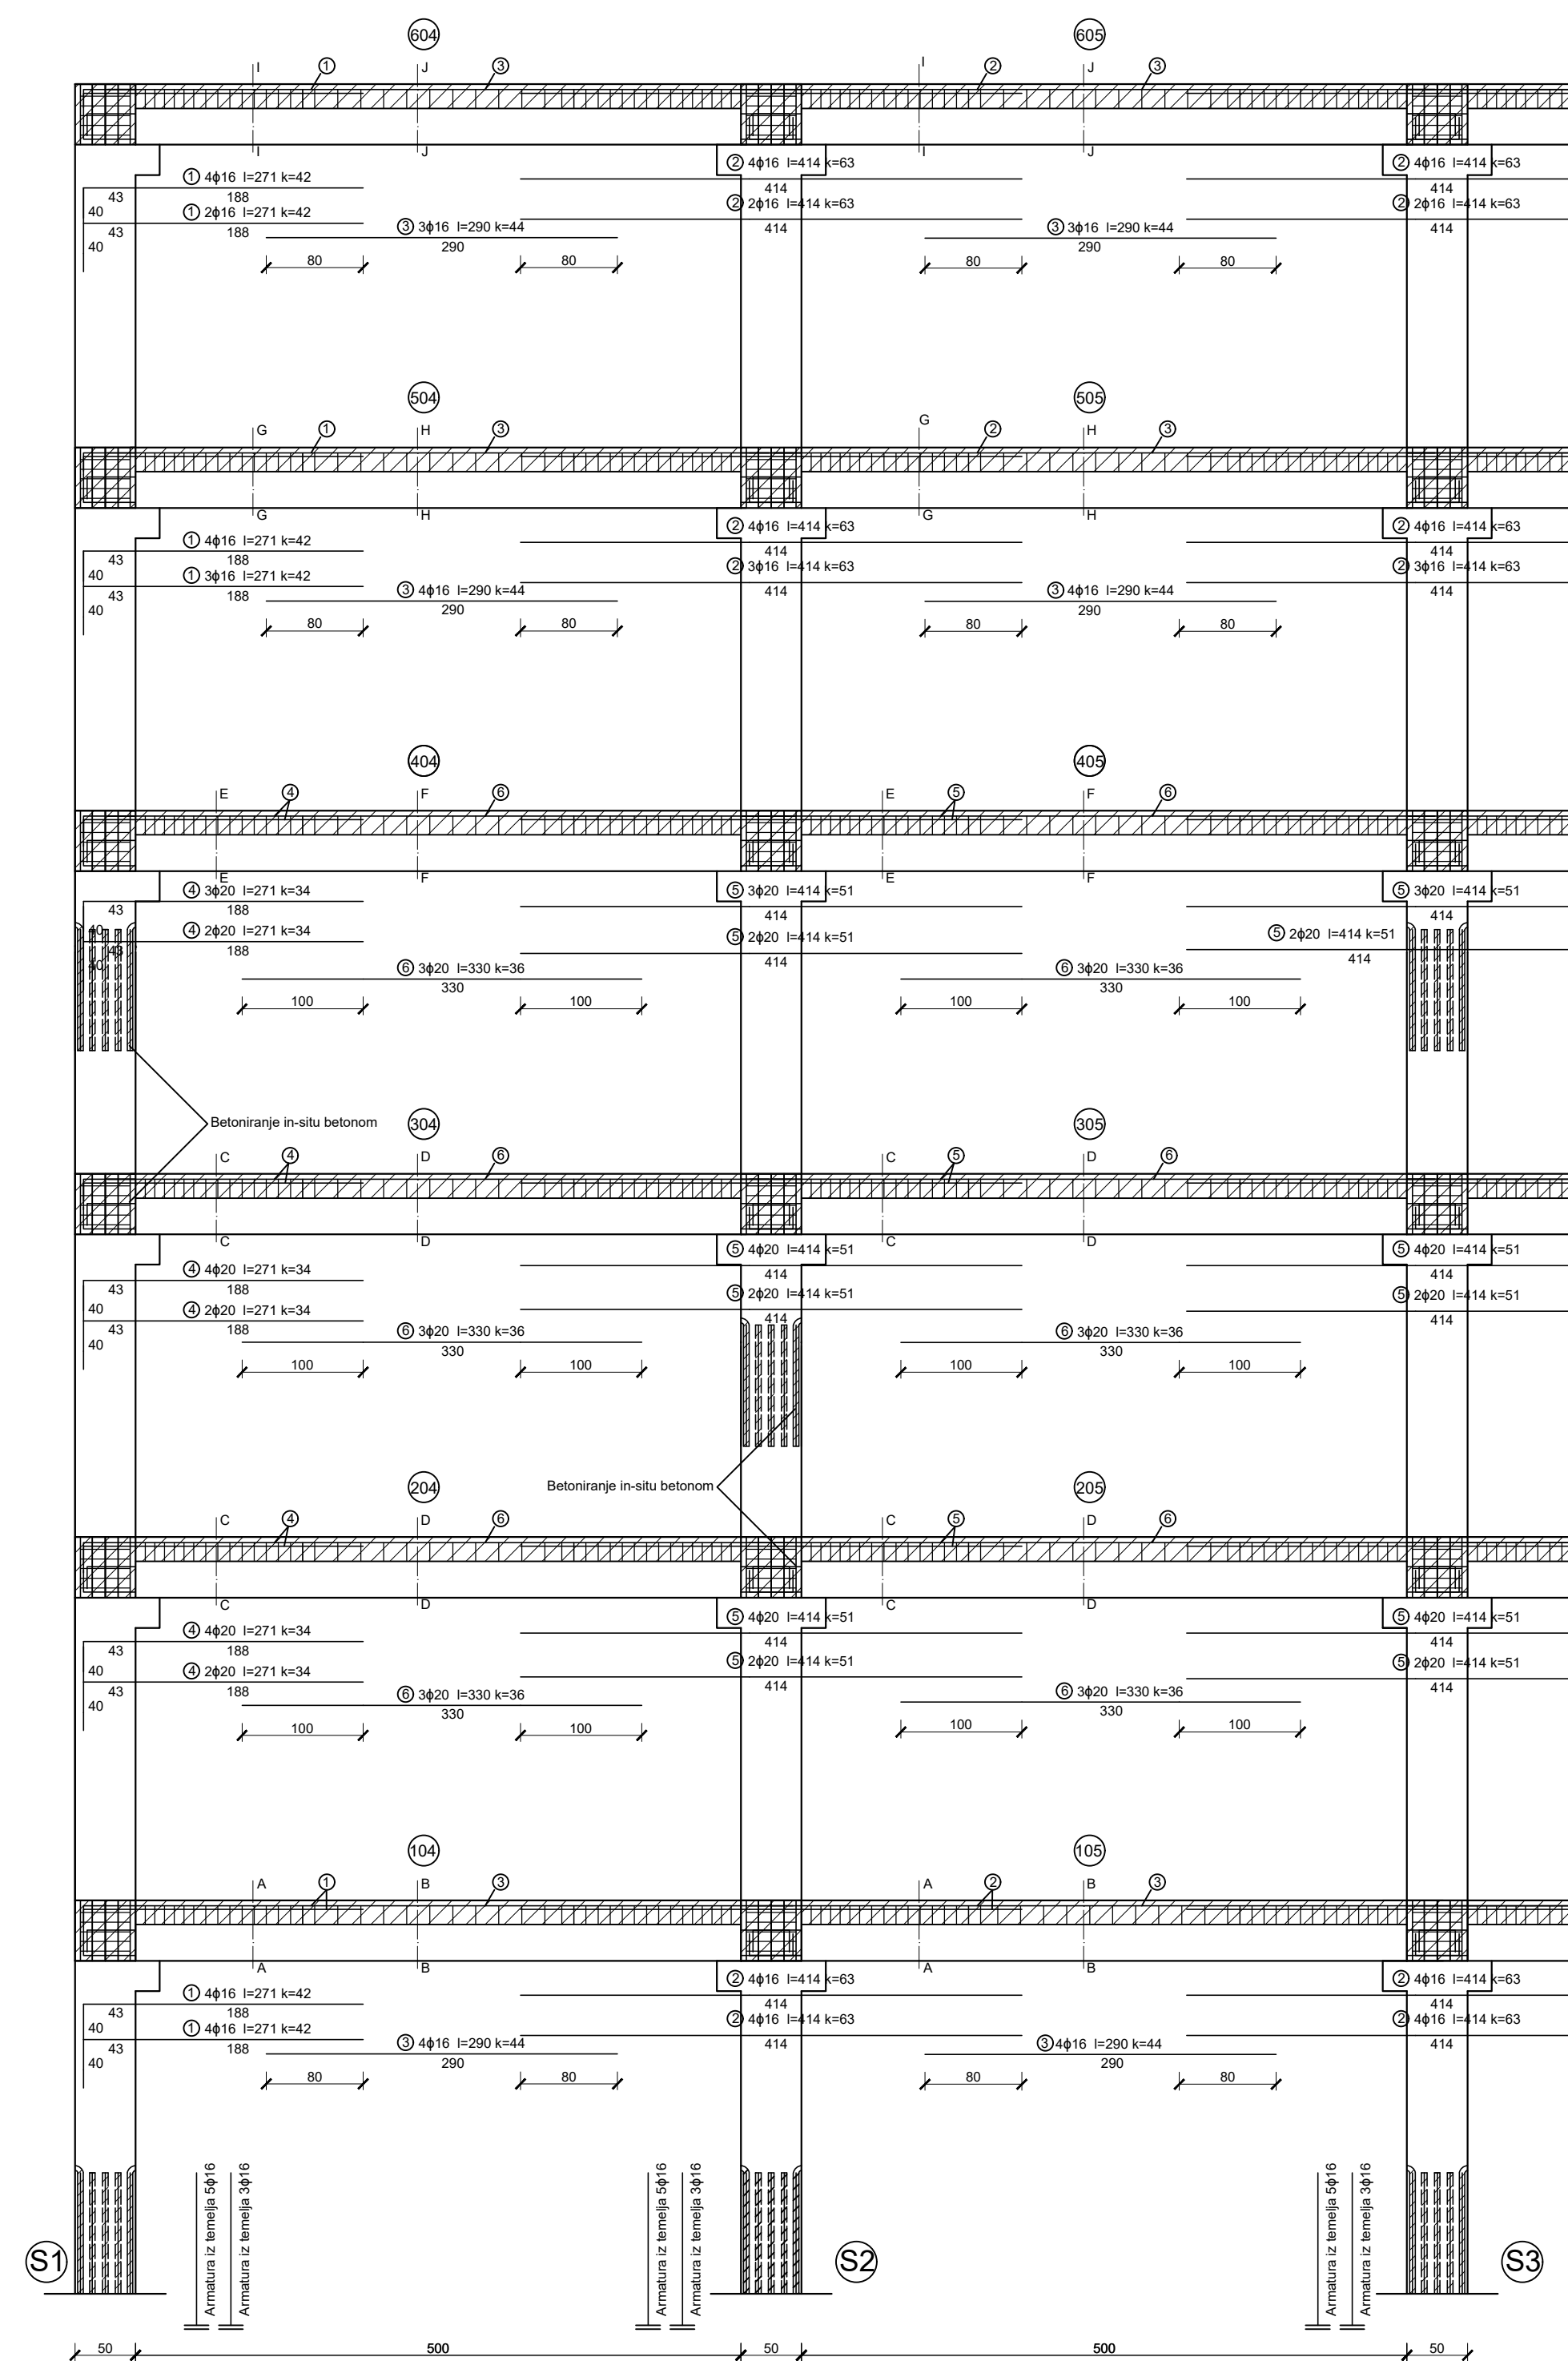 604 605
I 1 J 3 I 2 J 3
I J I J
1 4ϕ16 l=271 k=42 2 4ϕ16 l=414 k=63 2 4ϕ16 l=414 k=63
43 188 414 414
40 1 2ϕ16 l=271 k=42 2 2ϕ16 l=414 k=63 2 2ϕ16 l=414 k=63
43 188 3 3ϕ16 l=290 k=44 414 3 3ϕ16 l=290 k=44 414
40 290 290
80 80 80 80
504 505
G 1 H 3 G 2 H 3
G H G H
1 4ϕ16 l=271 k=42 2 4ϕ16 l=414 k=63 2 4ϕ16 l=414 k=63
43 188 414 414
40 1 3ϕ16 l=271 k=42 2 3ϕ16 l=414 k=63 2 3ϕ16 l=414 k=63
43 188 3 4ϕ16 l=290 k=44 414 3 4ϕ16 l=290 k=44 414
40 290 290
80 80 80 80
404 405
E 4 F 6 E 5 F 6
E F E F
4 3ϕ20 l=271 k=34 5 3ϕ20 l=414 k=51 5 3ϕ20 l=414 k=51
43 188 414 414
40 4 2ϕ20 l=271 k=34 5 2ϕ20 l=414 k=51 5 2ϕ20 l=414 k=51
43 188 414 414
40 6 3ϕ20 l=330 k=36 6 3ϕ20 l=330 k=36
330 330
100 100 100 100
Betoniranje in-situ betonom
304 305
C 4 D 6 C 5 D 6
C D C D
4 4ϕ20 l=271 k=34 5 4ϕ20 l=414 k=51 5 4ϕ20 l=414 k=51
43 188 414 414
40 4 2ϕ20 l=271 k=34 5 2ϕ20 l=414 k=51 5 2ϕ20 l=414 k=51
43 188 414 414
40 6 3ϕ20 l=330 k=36 6 3ϕ20 l=330 k=36
330 330
100 100 100 100
Betoniranje in-situ betonom
204 205
C 4 D 6 C 5 D 6
C D C D
4 4ϕ20 l=271 k=34 5 4ϕ20 l=414 k=51 5 4ϕ20 l=414 k=51
43 188 414 414
40 4 2ϕ20 l=271 k=34 5 2ϕ20 l=414 k=51 5 2ϕ20 l=414 k=51
43 188 414 414
40 6 3ϕ20 l=330 k=36 6 3ϕ20 l=330 k=36
330 330
100 100 100 100
104 105
A 1 B 3 A 2 B 3
A B A B
1 4ϕ16 l=271 k=42 2 4ϕ16 l=414 k=63 2 4ϕ16 l=414 k=63
43 188 414 414
40 1 4ϕ16 l=271 k=42 2 4ϕ16 l=414 k=63 2 4ϕ16 l=414 k=63
43 188 3 4ϕ16 l=290 k=44 414 3 4ϕ16 l=290 k=44 414
40 290 290
80 80 80 80
Armatura iz temelja 5ϕ16
Armatura iz temelja 3ϕ16
Armatura iz temelja 5ϕ16
Armatura iz temelja 3ϕ16
Armatura iz temelja 5ϕ16
Armatura iz temelja 3ϕ16
S1 S2 S3
50 500 50 500 50